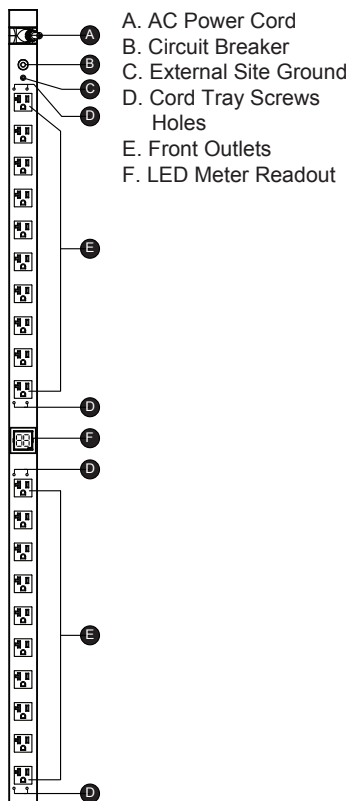 A. AC Power Cord
B. Circuit Breaker
C. External Site Ground
D. Cord Tray Screws
Holes
E. Front Outlets
F. LED Meter Readout
A
B
C
D
E
D
F
88
D
E
D